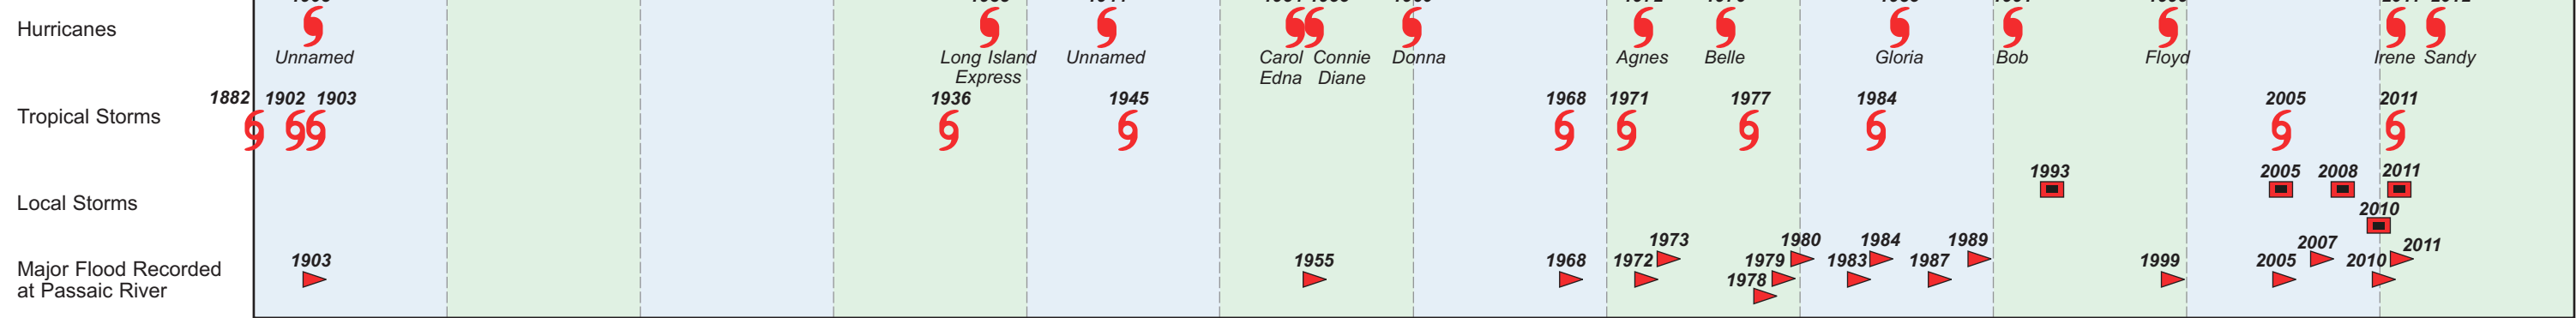 Hurricanes
Unnamed Long Island Unnamed Carol Connie Donna Agnes Belle Gloria Bob Floyd Irene Sandy
Express Edna Diane
1882 1902 1903 1936 1945 1968 1971 1977 1984 2005 2011
Tropical Storms
1993 2005 2008 2011
Local Storms
2010
1973 1980 1984 1989 2007 2011
Major Flood Recorded 1903 1955 1968 1972 1979 1983 1987 1999 2005 2010
at Passaic River 1978